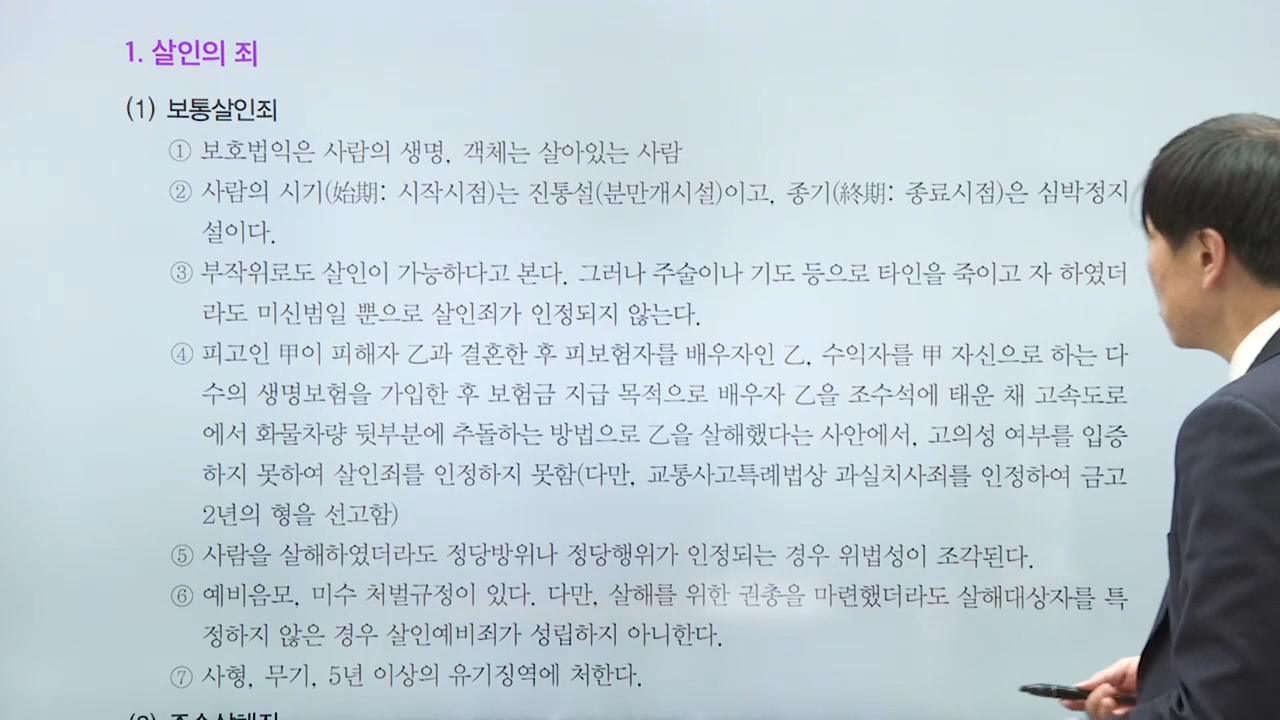 1. 살인의 죄
(1) 보통살인죄
① 보호법익은 사람의 생명, 객체는 살아있는 사람
② 사람의 시기(始期: 시작시점)는 진통설(분만개시설)이고, 종기(終期: 종료시점)은 심박정지
설이다.
③ 부작위로도 살인이 가능하다고 본다. 그러나 주술이나 기도 등으로 타인을 죽이고 자 하였더
라도 미신범일 뿐으로 살인죄가 인정되지 않는다.
④ 피고인 甲이 피해자 乙과 결혼한 후 피보험자를 배우자인 乙, 수익자를 甲 자신으로 하는 다
수의 생명보험을 가입한 후 보험금 지급 목적으로 배우자 乙을 조수석에 태운 채 고속도로
에서 화물차량 뒷부분에 추돌하는 방법으로 乙을 살해했다는 사안에서, 고의성 여부를 입증
하지 못하여 살인죄를 인정하지 못함(다만, 교통사고특례법상 과실치사죄를 인정하여 금고
2년의 형을 선고함)
⑤ 사람을 살해하였더라도 정당방위나 정당행위가 인정되는 경우 위법성이 조각된다.
⑥ 예비음모, 미수 처벌규정이 있다. 다만, 살해를 위한 권총을 마련했더라도 살해대상자를 특
정하지 않은 경우 살인예비죄가 성립하지 아니한다.
⑦ 사형, 무기, 5년 이상의 유기징역에 처한다.